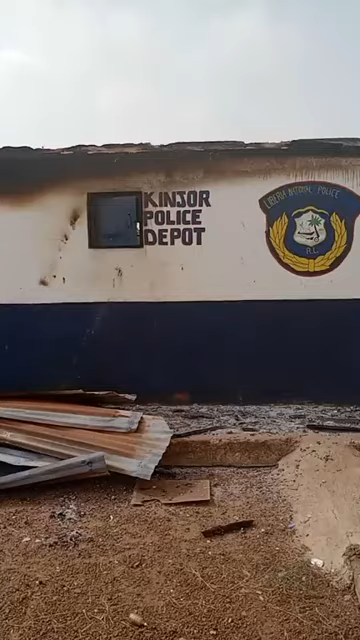 KINJOR
POLICE
DEPOT
LIBERIA NATIONAL POLICE
R.L.